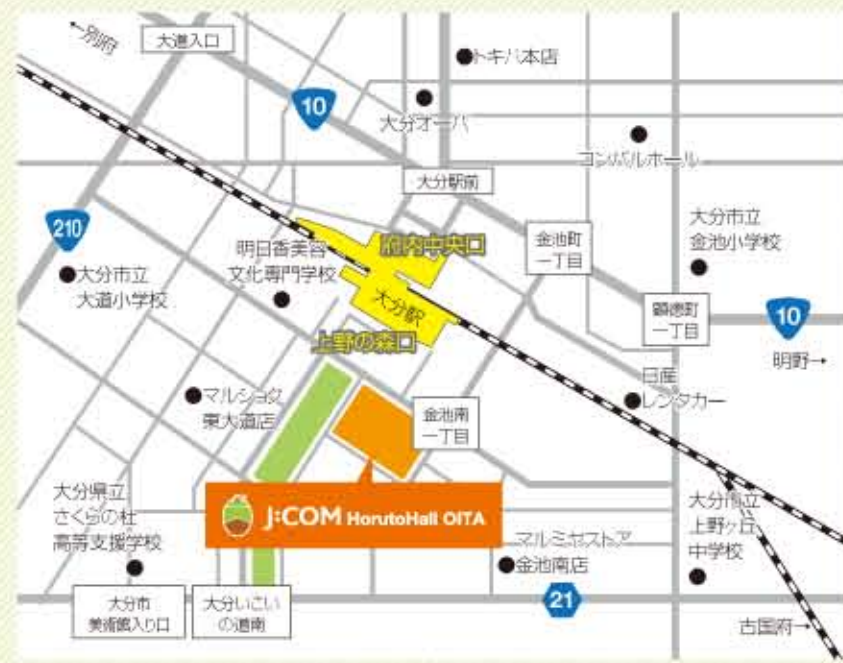 ←別府
大道入口
トキハ本店
10
大分オーパ
コンパルホール
大分駅前
210
大分市立
金池小学校
金池町
一丁目
府内中央口
明日香美容
文化専門学校
大分市立
大道小学校
大分駅
顕徳町
一丁目
10
明野→
上野の森口
日産
レンタカー
マルショク
東大道店
金池南
一丁目
大分県立
さくらの杜
高等支援学校
J:COM HorutoHall OITA
大分市立
上野ヶ丘
中学校
マルミヤストア
金池南店
21
大分市
美術館入り口
大分いこい
の道南
古国府→